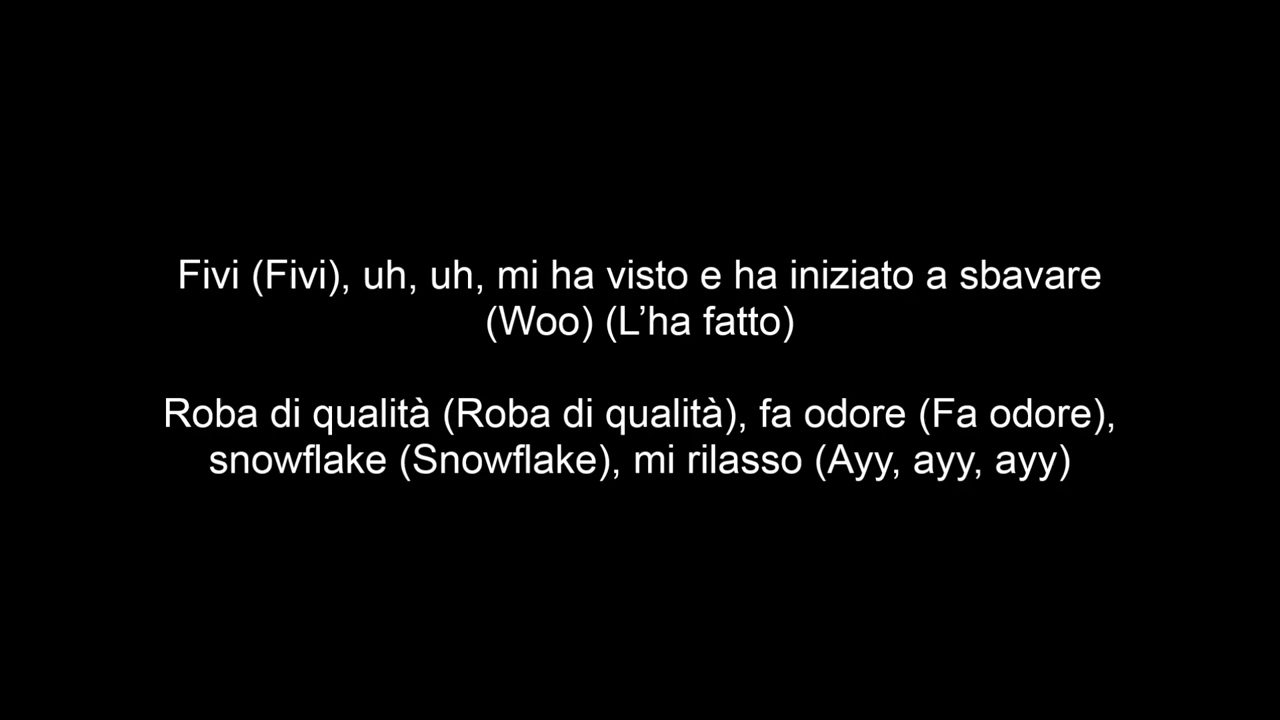 Fivi (Fivi), uh, uh, mi ha visto e ha iniziato a sbavare
(Woo) (L’ha fatto)
Roba di qualità (Roba di qualità), fa odore (Fa odore),
snowflake (Snowflake), mi rilasso (Ayy, ayy, ayy)